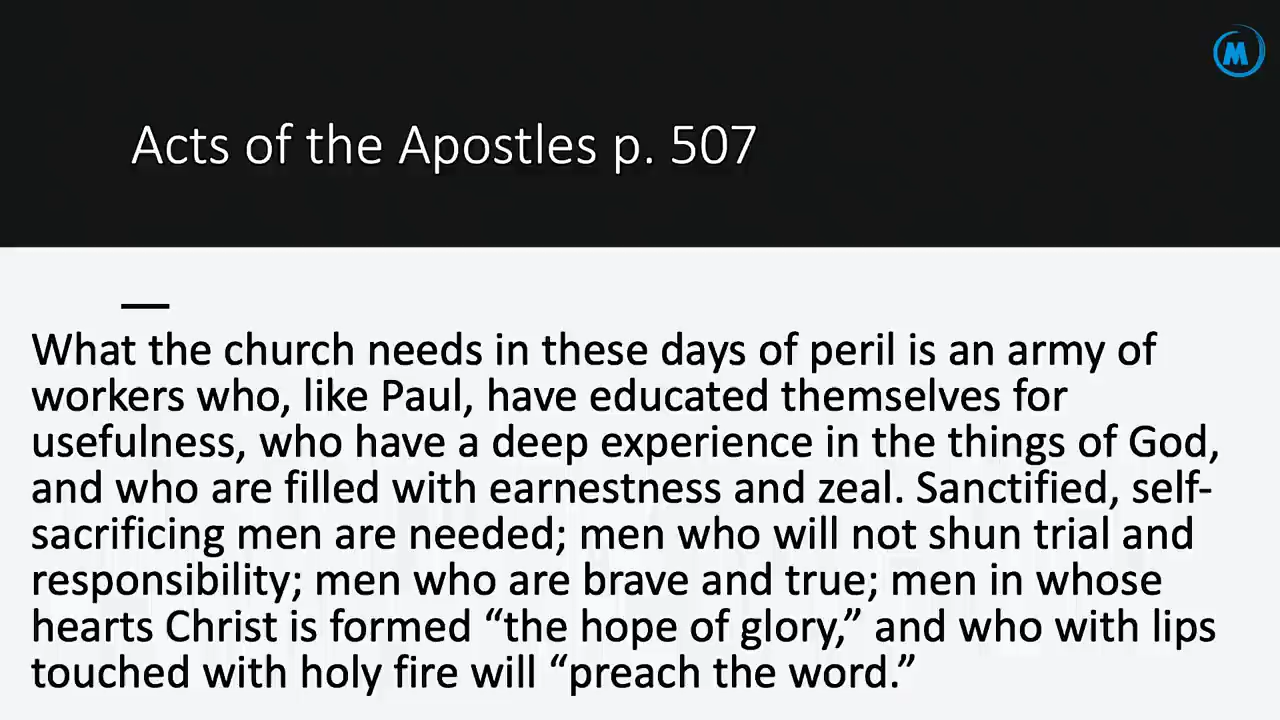 M
Acts of the Apostles p. 507
What the church needs in these days of peril is an army of
workers who, like Paul, have educated themselves for
usefulness, who have a deep experience in the things of God,
and who are filled with earnestness and zeal. Sanctified, self-
sacrificing men are needed; men who will not shun trial and
responsibility; men who are brave and true; men in whose
hearts Christ is formed “the hope of glory,” and who with lips
touched with holy fire will “preach the word.”